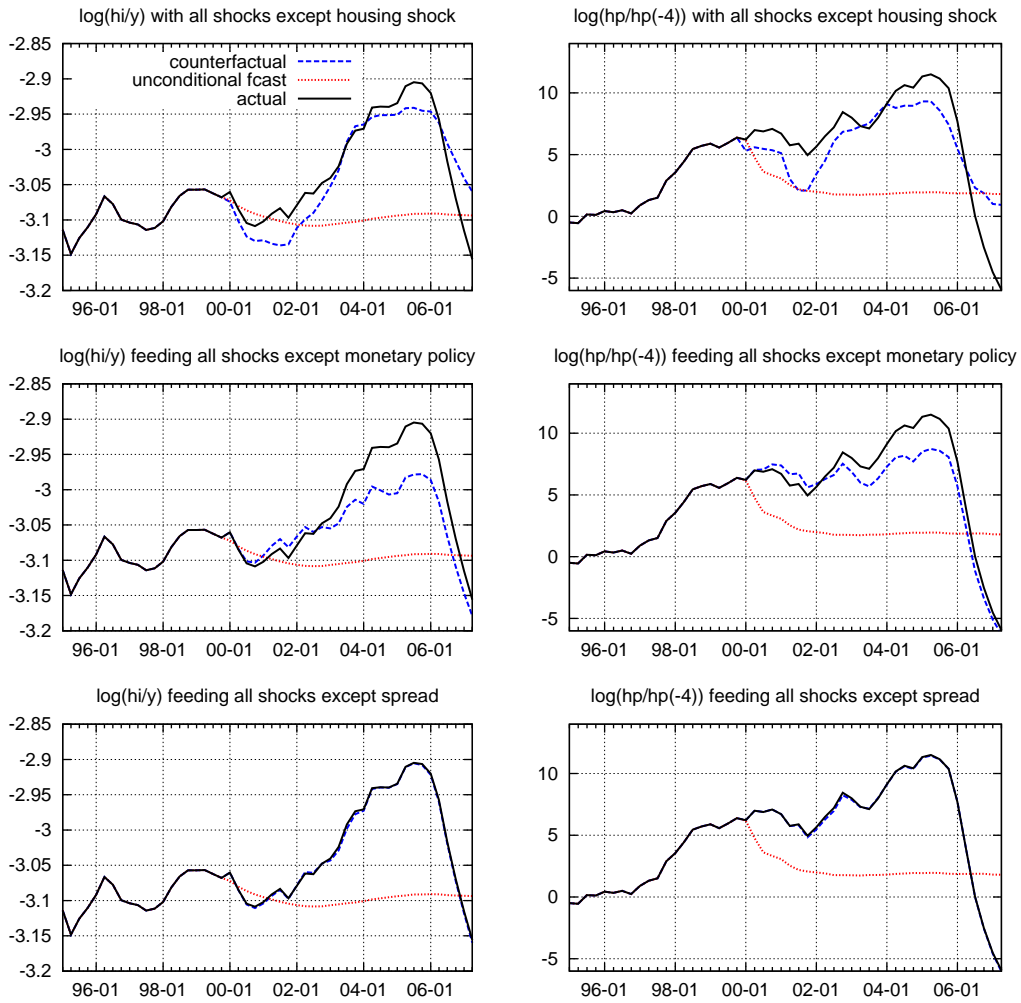 log(hi/y) with all shocks except housing shock
-2.85
-2.9
-2.95
-3
-3.05
-3.1
-3.15
-3.2
counterfactual
unconditional fcast
actual
96-01 98-01 00-01 02-01 04-01 06-01
log(hp/hp(-4)) with all shocks except housing shock
10
5
0
-5
96-01 98-01 00-01 02-01 04-01 06-01
log(hi/y) feeding all shocks except monetary policy
-2.85
-2.9
-2.95
-3
-3.05
-3.1
-3.15
-3.2
96-01 98-01 00-01 02-01 04-01 06-01
log(hp/hp(-4)) feeding all shocks except monetary policy
10
5
0
-5
96-01 98-01 00-01 02-01 04-01 06-01
log(hi/y) feeding all shocks except spread
-2.85
-2.9
-2.95
-3
-3.05
-3.1
-3.15
-3.2
96-01 98-01 00-01 02-01 04-01 06-01
log(hp/hp(-4)) feeding all shocks except spread
10
5
0
-5
96-01 98-01 00-01 02-01 04-01 06-01